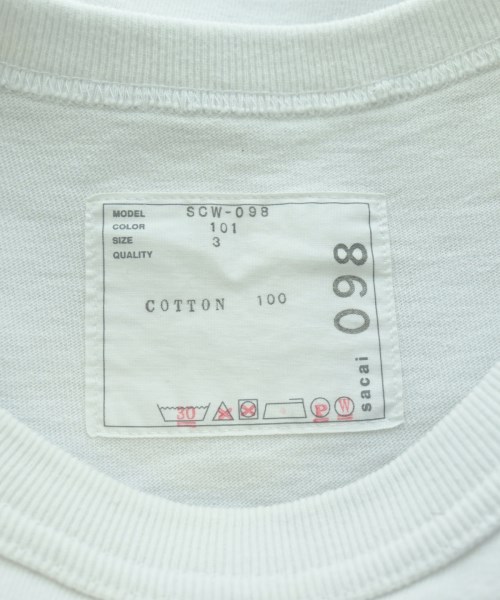 MODEL SCW-098
COLOR 101
SIZE 3
QUALITY
COTTON 100
30
P W
sacai 098